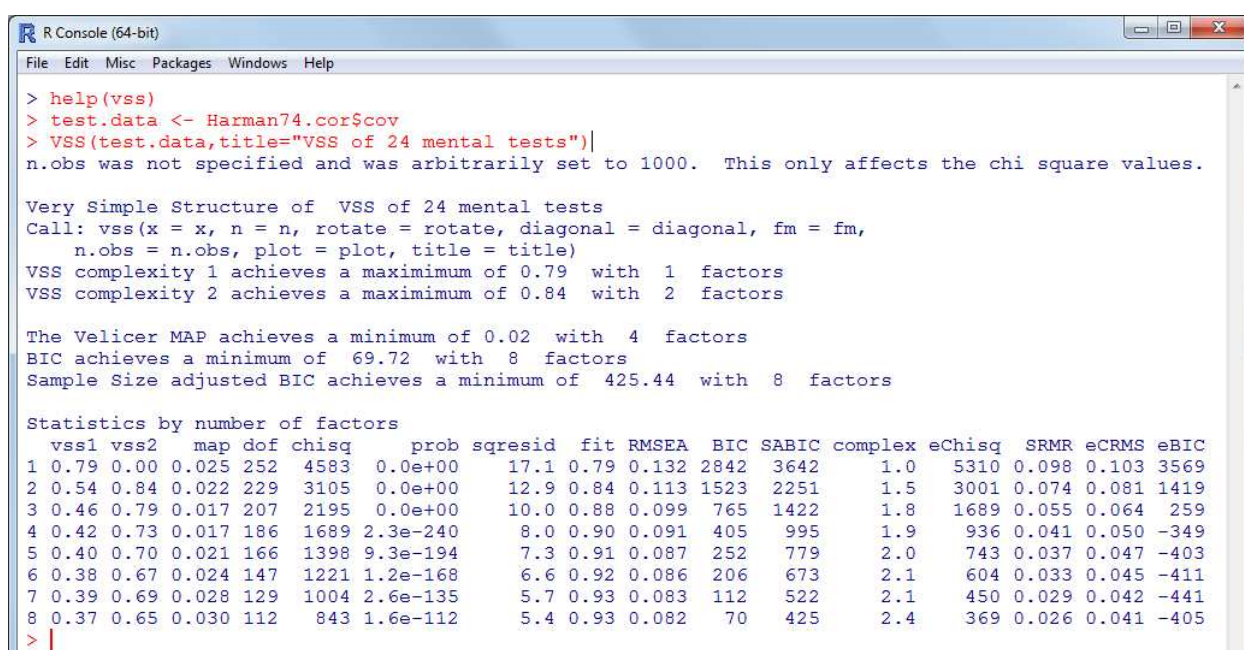 R Console (64-bit)
File Edit Misc Packages Windows Help
> help(vss)
> test.data <- Harman74.cor$cov
> VSS(test.data,title="VSS of 24 mental tests")
n.obs was not specified and was arbitrarily set to 1000.  This only affects the chi square values.
Very Simple Structure of  VSS of 24 mental tests
Call: vss(x = x, n = n, rotate = rotate, diagonal = diagonal, fm = fm,
    n.obs = n.obs, plot = plot, title = title)
VSS complexity 1 achieves a maximimum of 0.79  with  1  factors
VSS complexity 2 achieves a maximimum of 0.84  with  2  factors
The Velicer MAP achieves a minimum of 0.02  with  4  factors
BIC achieves a minimum of  69.72  with  8  factors
Sample Size adjusted BIC achieves a minimum of  425.44  with  8  factors
Statistics by number of factors
  vss1 vss2   map dof chisq     prob sqresid  fit RMSEA  BIC SABIC complex eChisq  SRMR eCRMS eBIC
1 0.79 0.00 0.025 252  4583  0.0e+00    17.1 0.79 0.132 2842  3642     1.0   5310 0.098 0.103 3569
2 0.54 0.84 0.022 229  3105  0.0e+00    12.9 0.84 0.113 1523  2251     1.5   3001 0.074 0.081 1419
3 0.46 0.79 0.017 207  2195  0.0e+00    10.0 0.88 0.099  765  1422     1.8   1689 0.055 0.064  259
4 0.42 0.73 0.017 186  1689 2.3e-240     8.0 0.90 0.091  405   995     1.9    936 0.041 0.050 -349
5 0.40 0.70 0.021 166  1398 9.3e-194     7.3 0.91 0.087  252   779     2.0    743 0.037 0.047 -403
6 0.38 0.67 0.024 147  1221 1.2e-168     6.6 0.92 0.086  206   673     2.1    604 0.033 0.045 -411
7 0.39 0.69 0.028 129  1004 2.6e-135     5.7 0.93 0.083  112   522     2.1    450 0.029 0.042 -441
8 0.37 0.65 0.030 112   843 1.6e-112     5.4 0.93 0.082   70   425     2.4    369 0.026 0.041 -405
>